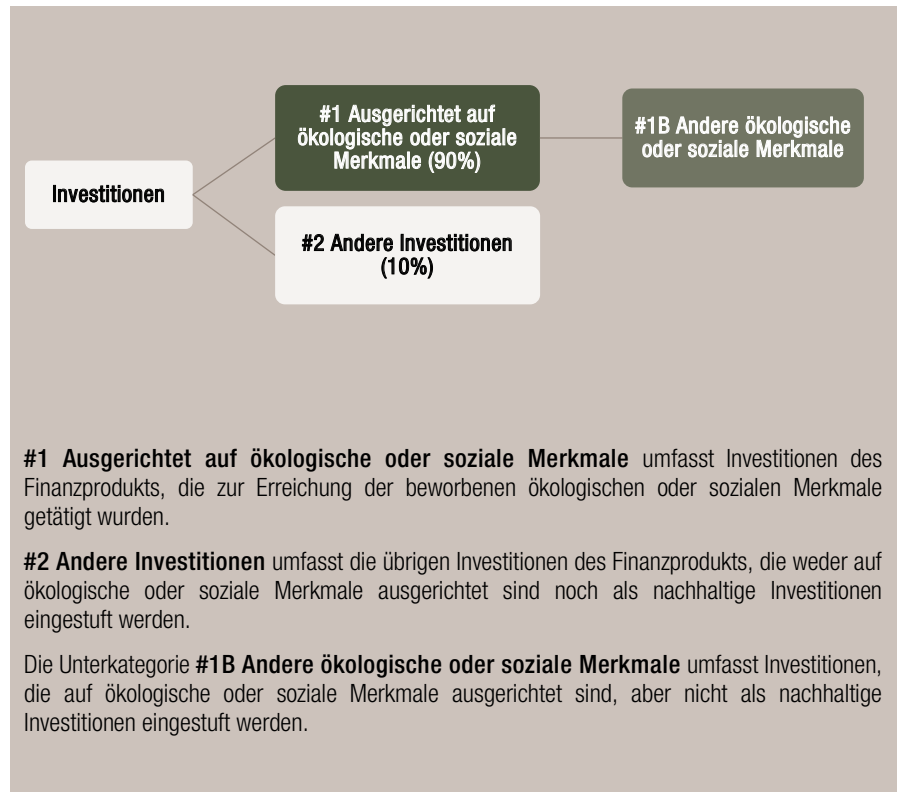 #1 Ausgerichtet auf
ökologische oder soziale
Merkmale (90%)
#1B Andere ökologische
oder soziale Merkmale
Investitionen
#2 Andere Investitionen
(10%)
#1 Ausgerichtet auf ökologische oder soziale Merkmale umfasst Investitionen des
Finanzprodukts, die zur Erreichung der beworbenen ökologischen oder sozialen Merkmale
getätigt wurden.
#2 Andere Investitionen umfasst die übrigen Investitionen des Finanzprodukts, die weder auf
ökologische oder soziale Merkmale ausgerichtet sind noch als nachhaltige Investitionen
eingestuft werden.
Die Unterkategorie #1B Andere ökologische oder soziale Merkmale umfasst Investitionen,
die auf ökologische oder soziale Merkmale ausgerichtet sind, aber nicht als nachhaltige
Investitionen eingestuft werden.